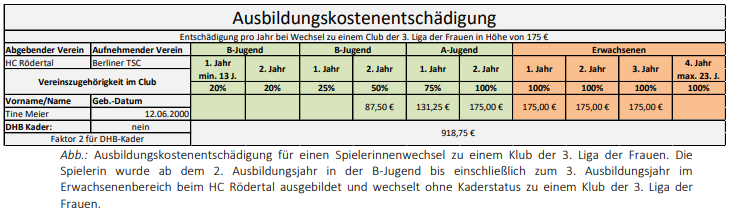 Ausbildungskostenentschädigung
Entschädigung pro Jahr bei Wechsel zu einem Club der 3. Liga der Frauen in Höhe von 175 €
Abgebender Verein Aufnehmender Verein B-Jugend B-Jugend A-Jugend Erwachsenen
HC Rödertal Berliner TSC 1. Jahr min. 13 J. 2. Jahr 1. Jahr 2. Jahr 1. Jahr 2. Jahr 1. Jahr 2. Jahr 3. Jahr 4. Jahr max. 23. J.
Vereinszugehörigkeit im Club 20% 20% 25% 50% 75% 100% 100% 100% 100% 100%
Vorname/Name Geb.-Datum 87,50 € 131,25 € 175,00 € 175,00 € 175,00 € 175,00 €
Tine Meier 12.06.2000
DHB Kader: nein 918,75 €
Faktor 2 für DHB-Kader
Abb.: Ausbildungskostenentschädigung für einen Spielerinnenwechsel zu einem Klub der 3. Liga der Frauen. Die
Spielerin wurde ab dem 2. Ausbildungsjahr in der B-Jugend bis einschließlich zum 3. Ausbildungsjahr im
Erwachsenenbereich beim HC Rödertal ausgebildet und wechselt ohne Kaderstatus zu einem Klub der 3. Liga der
Frauen.